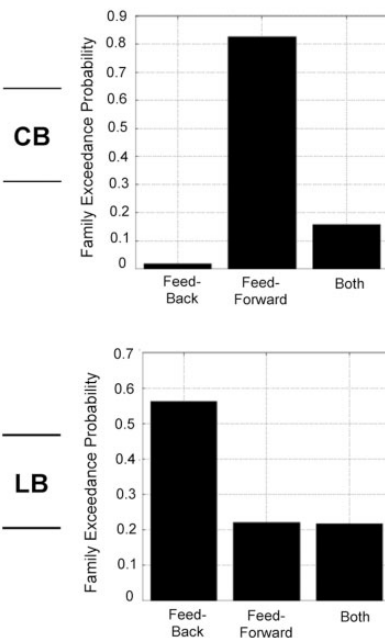 0.9
0.8
0.7
0.6
0.5
0.4
0.3
0.2
0.1
0
Family Exceedance Probability
CB
Feed-
Back
Feed-
Forward
Both
0.7
0.6
0.5
0.4
0.3
0.2
0.1
0
Family Exceedance Probability
LB
Feed-
Back
Feed-
Forward
Both